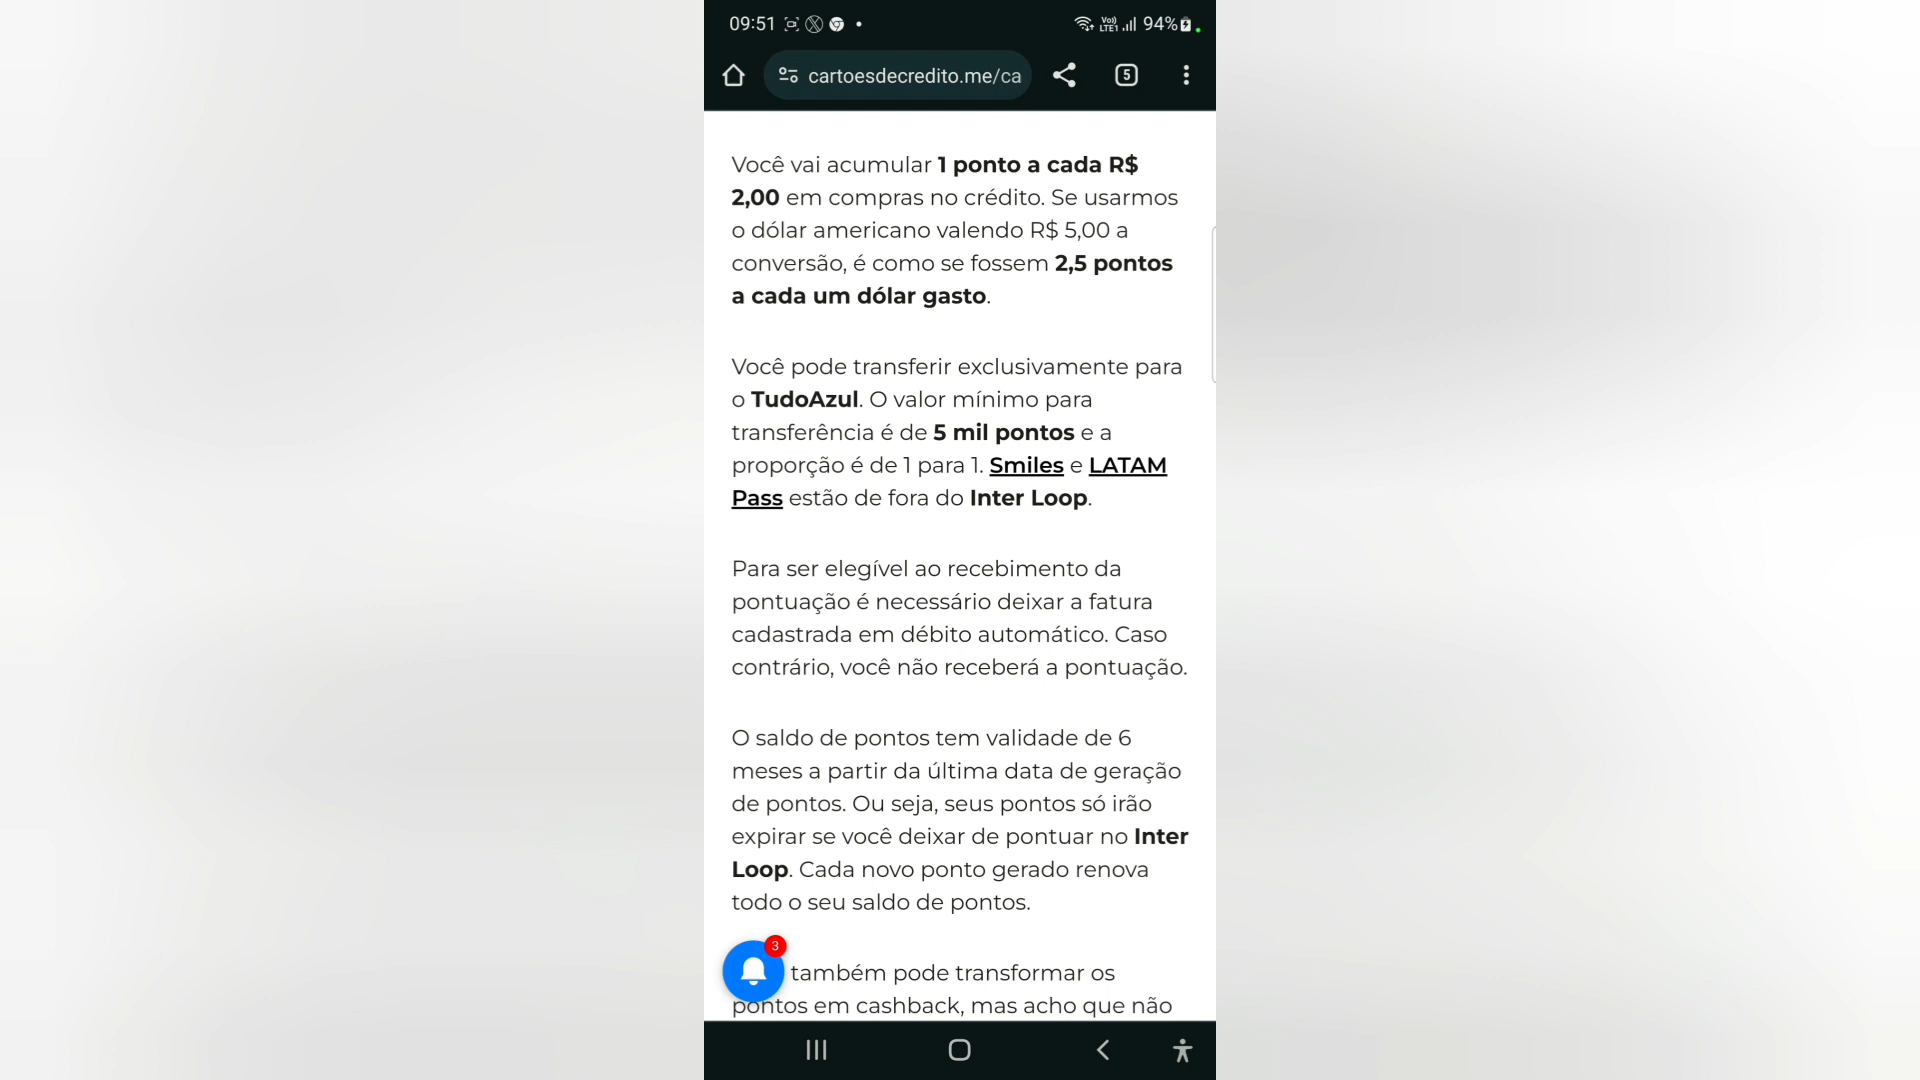 09:51
Vo))
LTE1
94%
cartoesdecredito.me/ca
5
Você vai acumular 1 ponto a cada R$
2,00 em compras no crédito. Se usarmos
o dólar americano valendo R$ 5,00 a
conversão, é como se fossem 2,5 pontos
a cada um dólar gasto.
Você pode transferir exclusivamente para
o TudoAzul. O valor mínimo para
transferência é de 5 mil pontos e a
proporção é de 1 para 1. Smiles e LATAM
Pass estão de fora do Inter Loop.
Para ser elegível ao recebimento da
pontuação é necessário deixar a fatura
cadastrada em débito automático. Caso
contrário, você não receberá a pontuação.
O saldo de pontos tem validade de 6
meses a partir da última data de geração
de pontos. Ou seja, seus pontos só irão
expirar se você deixar de pontuar no Inter
Loop. Cada novo ponto gerado renova
todo o seu saldo de pontos.
3
também pode transformar os
pontos em cashback, mas acho que não